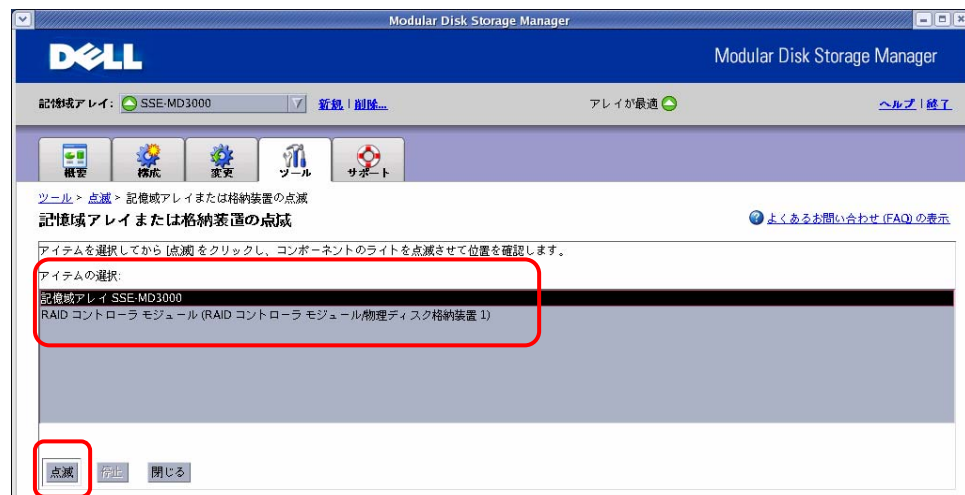 Modular Disk Storage Manager
DELL
Modular Disk Storage Manager
記憶域アレイ: SSE-MD3000 新規 | 削除... アレイが最適 ヘルプ | 終了
概要 構成 変更 ツール サポート
ツール > 点滅 > 記憶域アレイまたは格納装置の点滅
記憶域アレイまたは格納装置の点滅
よくあるお問い合わせ (FAQ) の表示
アイテムを選択してから [点滅] をクリックし、コンポーネントのライトを点滅させて位置を確認します。
アイテムの選択:
記憶域アレイ SSE-MD3000
RAID コントローラ モジュール (RAID コントローラ モジュール/物理ディスク格納装置 1)
点滅 停止 閉じる